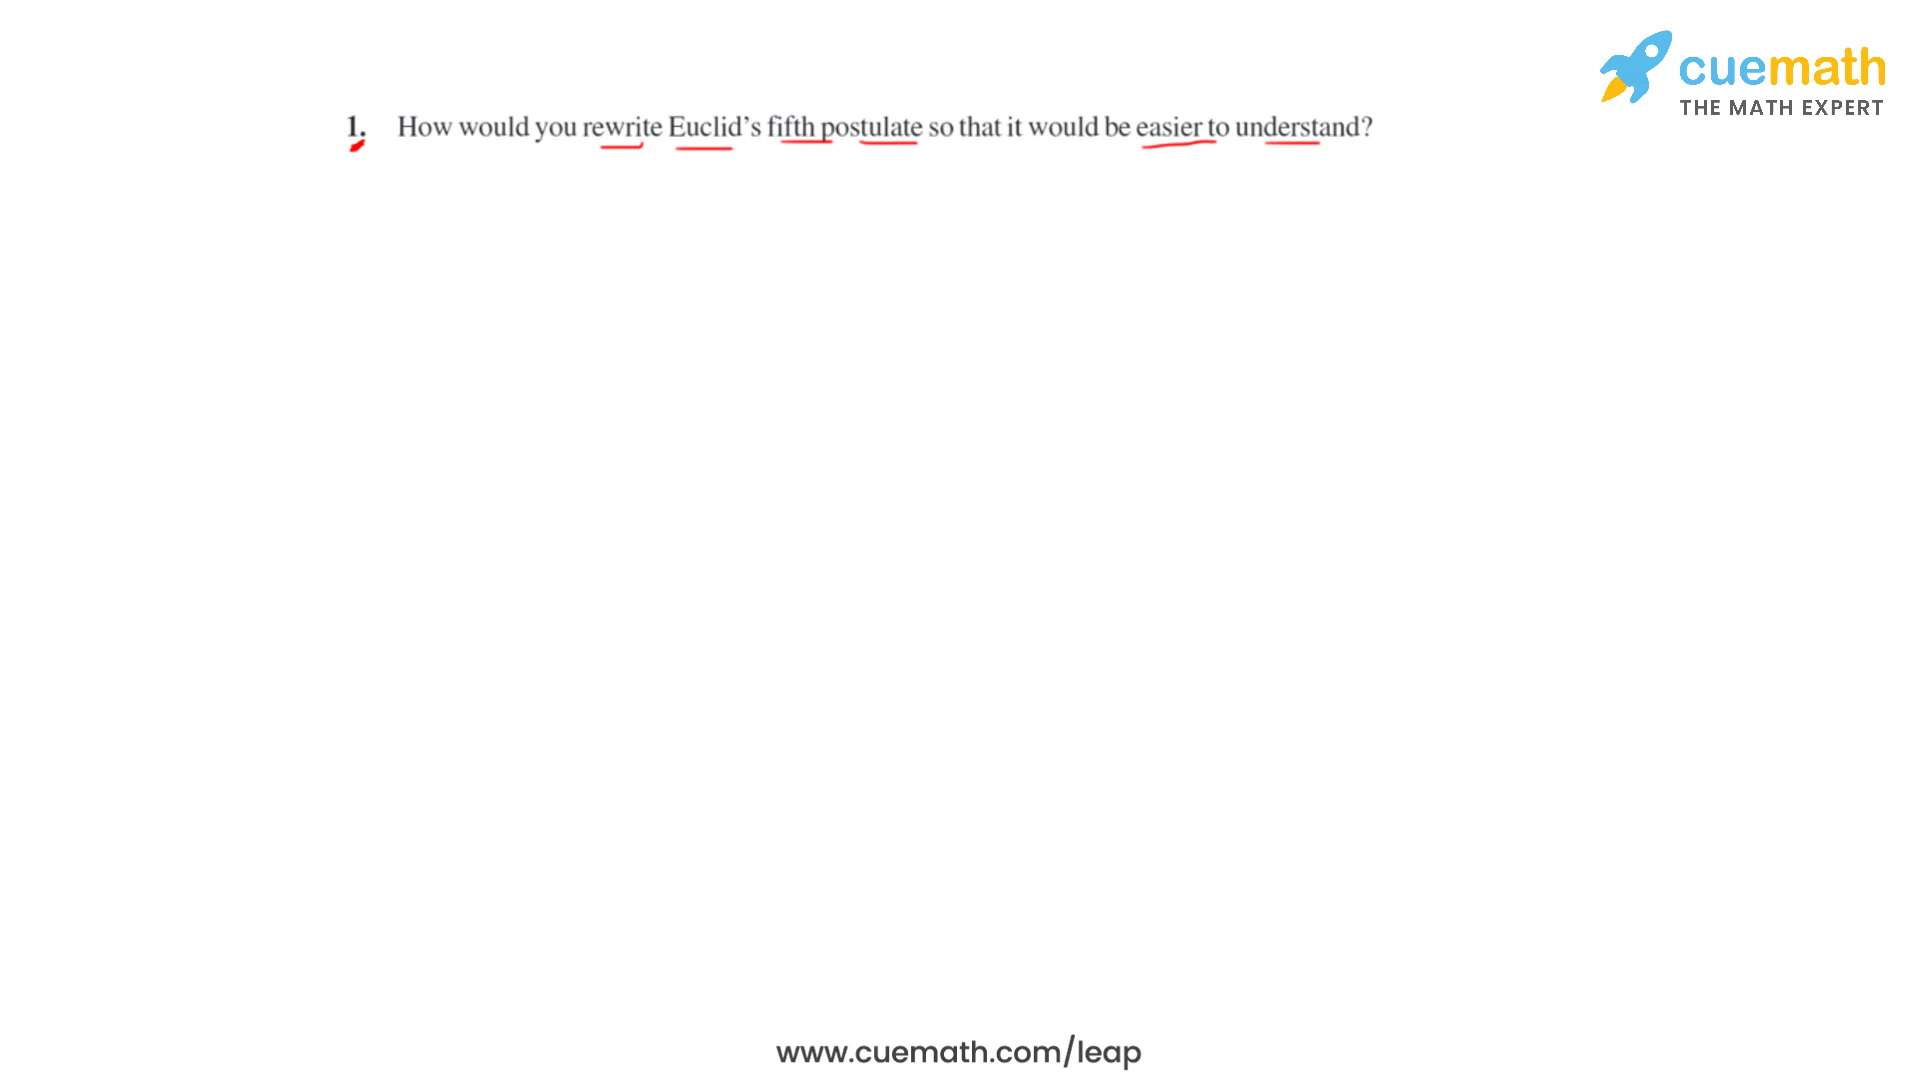 cuemath
THE MATH EXPERT
1. How would you rewrite Euclid’s fifth postulate so that it would be easier to understand?
www.cuemath.com/leap